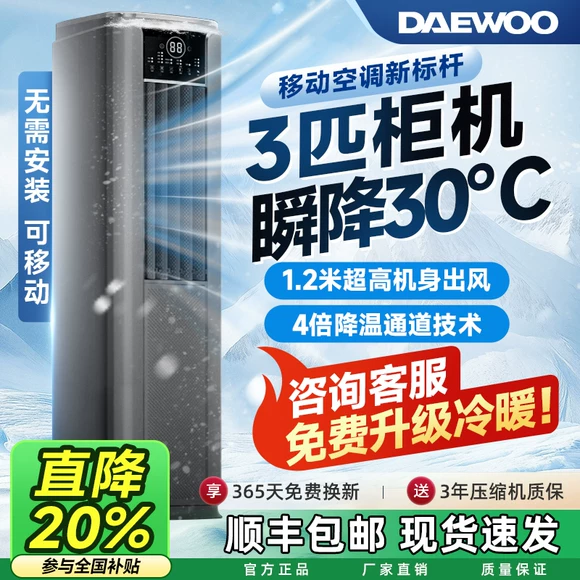 DAEWOO
移动空调新标杆
3匹柜机
瞬降30°C
1.2米超高机身出风
4倍降温通道技术
无需安装 可移动
88
咨询客服
免费升级冷暖!
直降
20%
参与全国补贴
享 365天免费换新
送 3年压缩机质保
顺丰包邮 现货速发
官方正品 厂家直销 质量保证